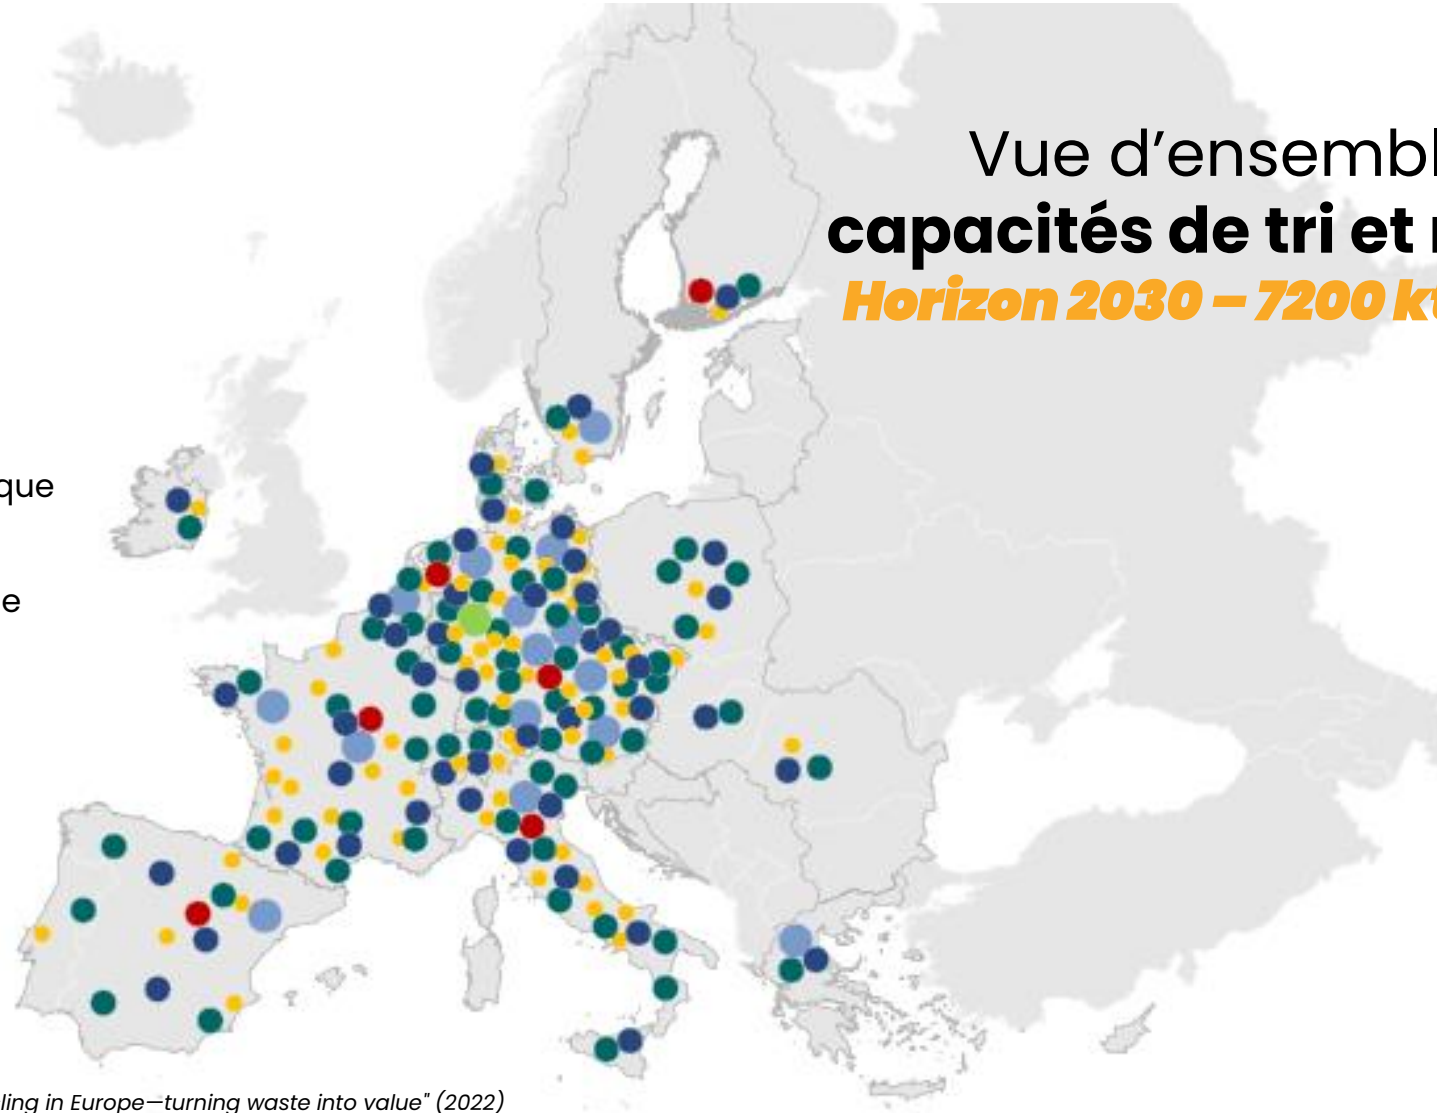 Vue d’ensembl
capacités de tri et r
Horizon 2030 – 7200 kt
que
e
ling in Europe—turning waste into value" (2022)